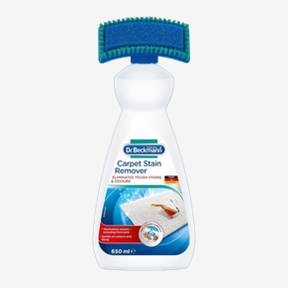 Dr.Beckmann
Carpet Stain
Remover
ELIMINATES TOUGH STAINS
& ODOURS
650 ml e